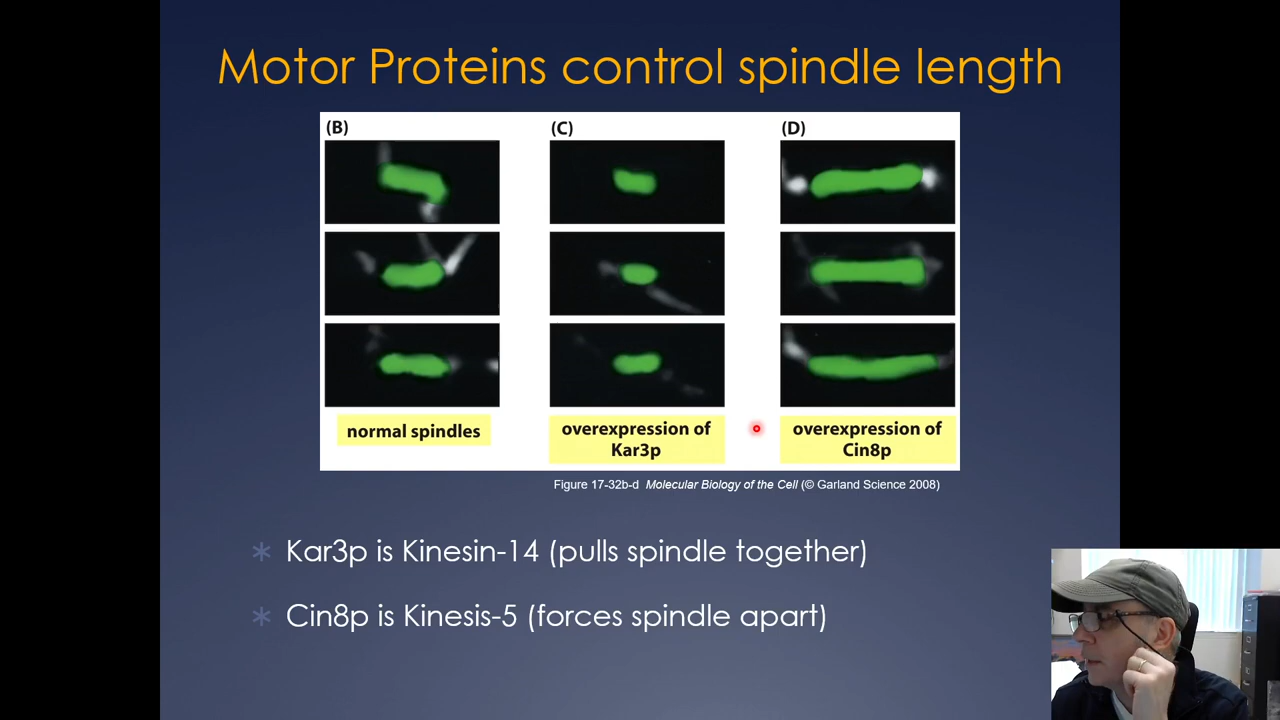 Motor Proteins control spindle length
(B)
(C)
(D)
normal spindles
overexpression of
Kar3p
overexpression of
Cin8p
Figure 17-32b-d Molecular Biology of the Cell (© Garland Science 2008)
* Kar3p is Kinesin-14 (pulls spindle together)
* Cin8p is Kinesis-5 (forces spindle apart)